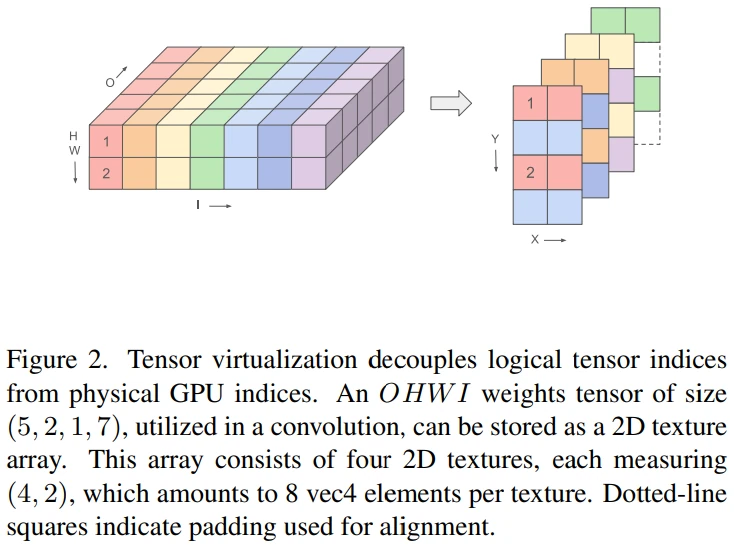 O
H
W
1
2
I
1
Y
2
X
Figure 2. Tensor virtualization decouples logical tensor indices
from physical GPU indices. An OHWI weights tensor of size
(5, 2, 1, 7), utilized in a convolution, can be stored as a 2D texture
array. This array consists of four 2D textures, each measuring
(4, 2), which amounts to 8 vec4 elements per texture. Dotted-line
squares indicate padding used for alignment.